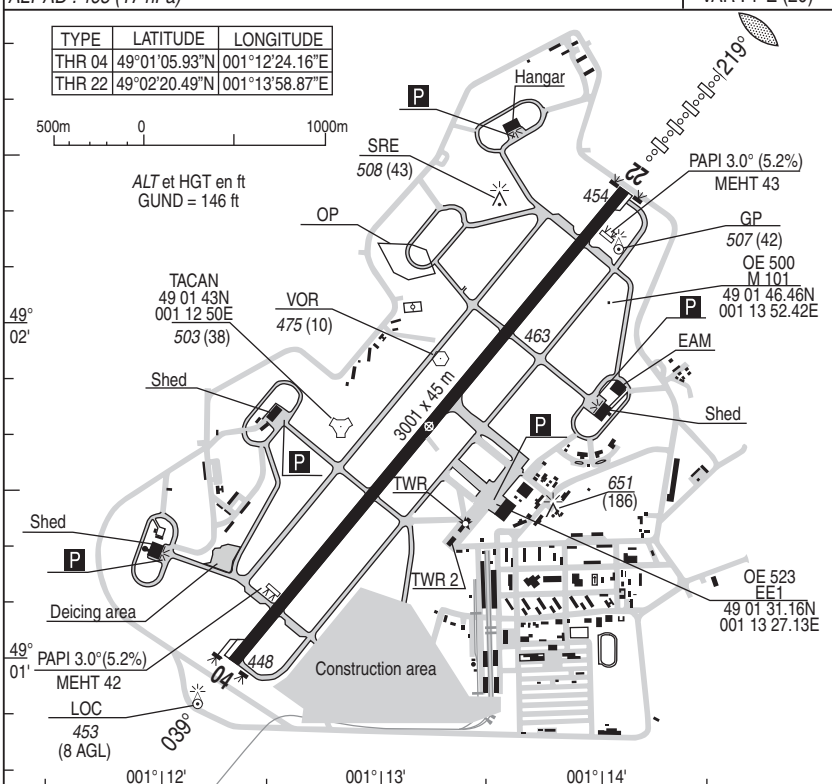 TYPE LATITUDE LONGITUDE
THR 04 49°01'05.93"N 001°12'24.16"E
THR 22 49°02'20.49"N 001°13'58.87"E
500m 0 1000m
ALT et HGT en ft
GUND = 146 ft
219°
22
Hangar
P
SRE
508 (43)
454
PAPI 3.0° (5.2%)
MEHT 43
GP
507 (42)
OP
OE 500
M 101
49 01 46.46N
001 13 52.42E
TACAN
49 01 43N
001 12 50E
503 (38)
VOR
475 (10)
49°
02'
463
P
EAM
Shed
Shed
3001 x 45 m
P
P
TWR
651
(186)
Shed
P
TWR 2
Deicing area
OE 523
EE1
49 01 31.16N
001 13 27.13E
49°
01'
PAPI 3.0°(5.2%)
MEHT 42
448
04
Construction area
LOC
453
(8 AGL)
039°
001° 12'
001° 13'
001° 14'